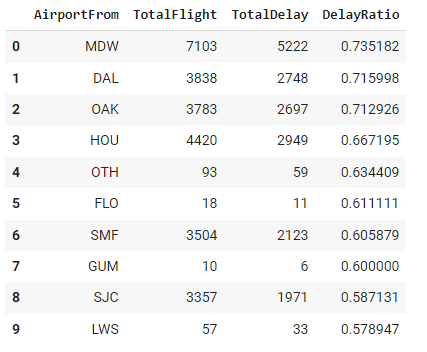 AirportFrom TotalFlight TotalDelay DelayRatio
0 MDW 7103 5222 0.735182
1 DAL 3838 2748 0.715998
2 OAK 3783 2697 0.712926
3 HOU 4420 2949 0.667195
4 OTH 93 59 0.634409
5 FLO 18 11 0.611111
6 SMF 3504 2123 0.605879
7 GUM 10 6 0.600000
8 SJC 3357 1971 0.587131
9 LWS 57 33 0.578947